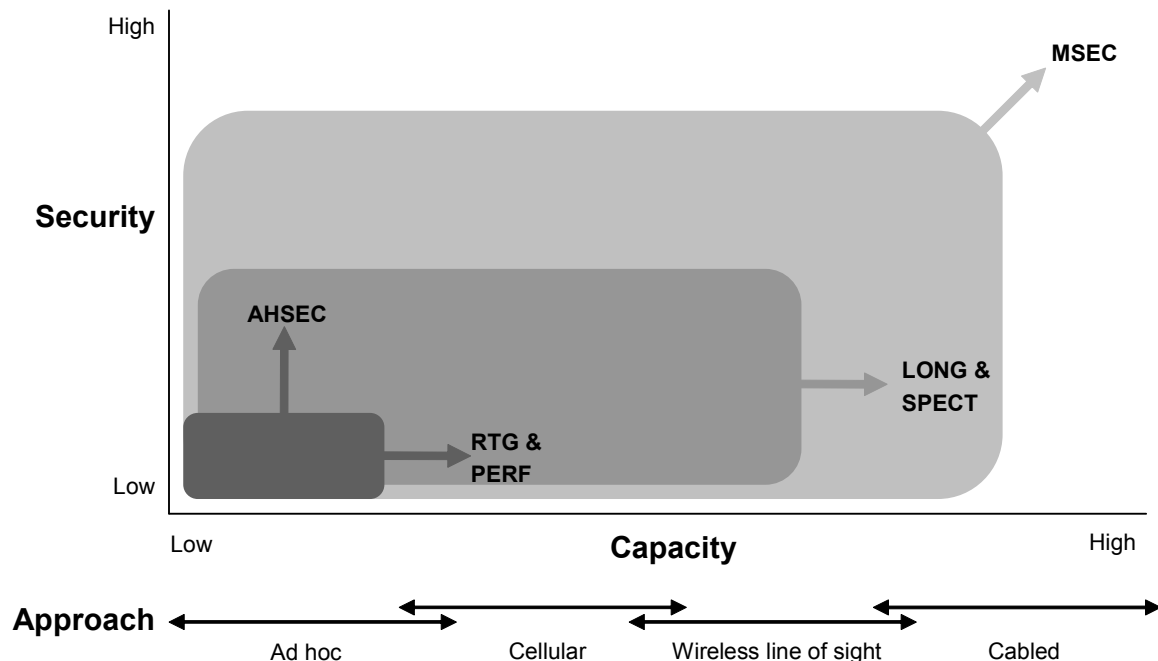 High
MSEC
Security
AHSEC
LONG &
SPECT
RTG &
PERF
Low
Low
Capacity
High
Approach
Ad hoc
Cellular
Wireless line of sight
Cabled